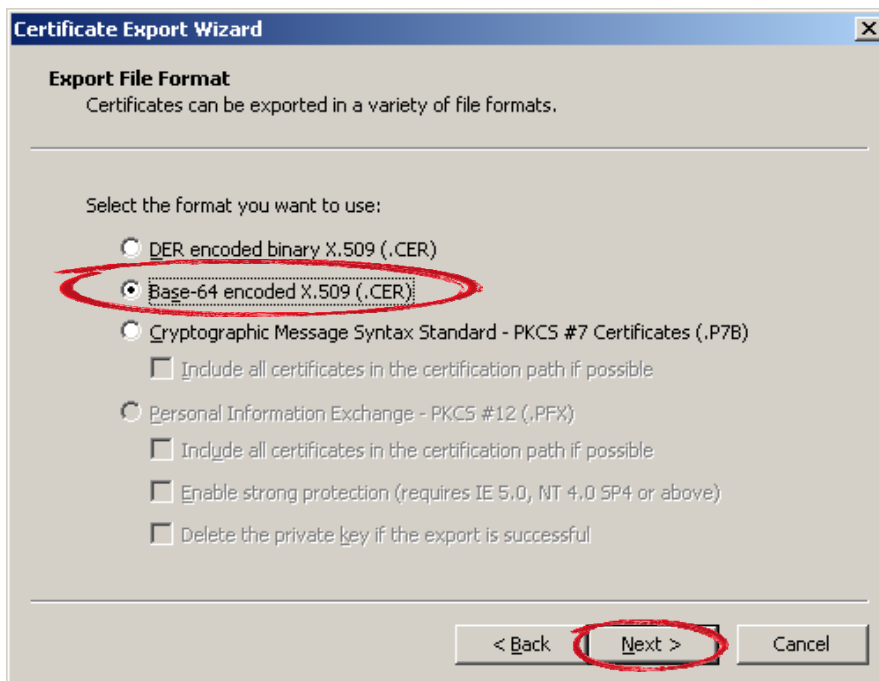 Certificate Export Wizard
Export File Format
Certificates can be exported in a variety of file formats.
Select the format you want to use:
DER encoded binary X.509 (.CER)
Base-64 encoded X.509 (.CER)
Cryptographic Message Syntax Standard - PKCS #7 Certificates (.P7B)
Include all certificates in the certification path if possible
Personal Information Exchange - PKCS #12 (.PFX)
Include all certificates in the certification path if possible
Enable strong protection (requires IE 5.0, NT 4.0 SP4 or above)
Delete the private key if the export is successful
< Back Next > Cancel